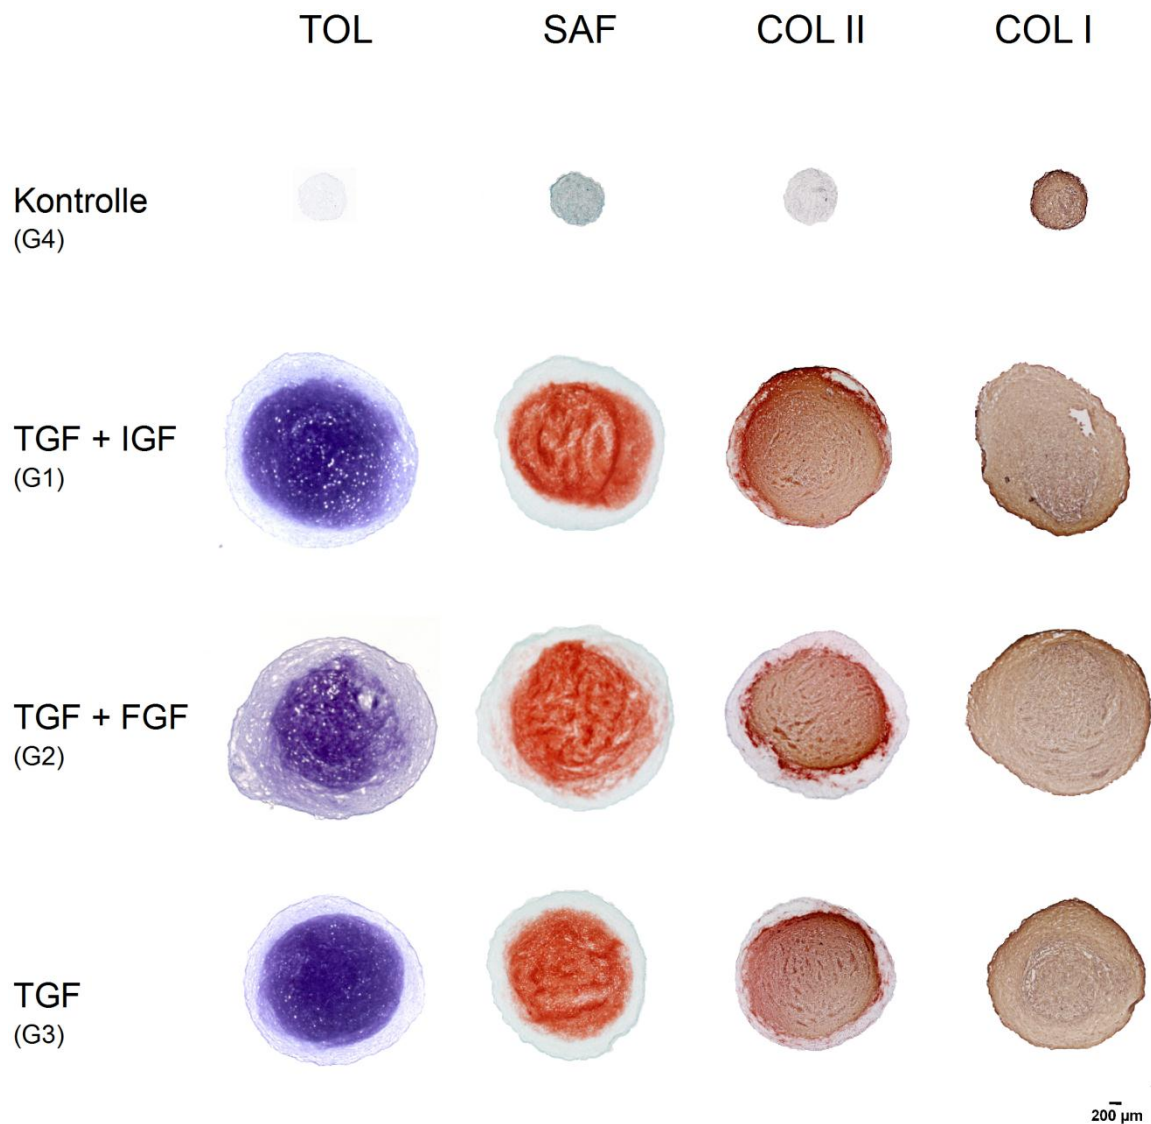 TOL SAF COL II COL I
Kontrolle
(G4)
TGF + IGF
(G1)
TGF + FGF
(G2)
TGF
(G3)
200 µm